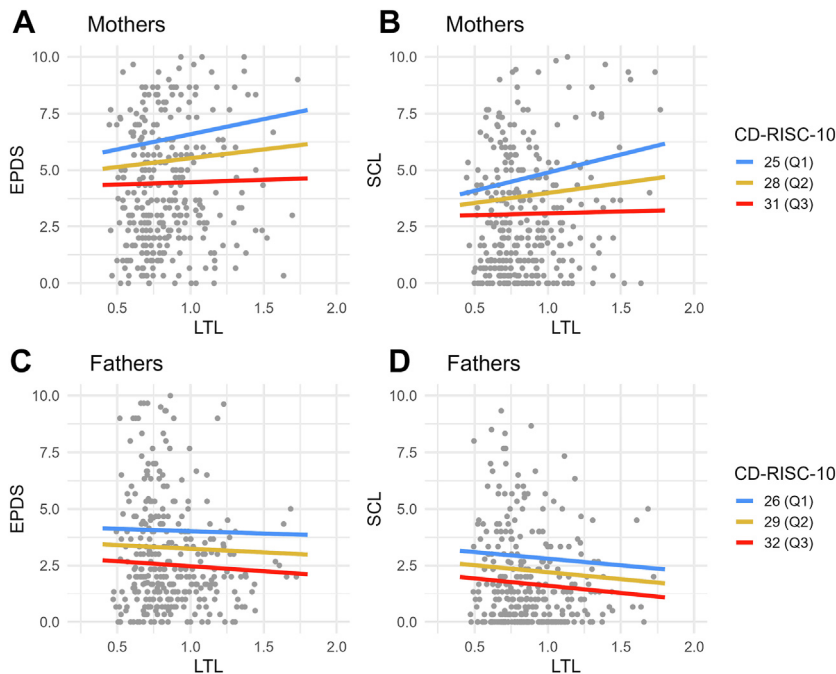 A Mothers
B Mothers
10.0
7.5
5.0
2.5
0.0
EPDS
0.5 1.0 1.5 2.0
LTL
10.0
7.5
5.0
2.5
0.0
SCL
0.5 1.0 1.5 2.0
LTL
CD-RISC-10
25 (Q1)
28 (Q2)
31 (Q3)
C Fathers
D Fathers
10.0
7.5
5.0
2.5
0.0
EPDS
0.5 1.0 1.5 2.0
LTL
10.0
7.5
5.0
2.5
0.0
SCL
0.5 1.0 1.5 2.0
LTL
CD-RISC-10
26 (Q1)
29 (Q2)
32 (Q3)